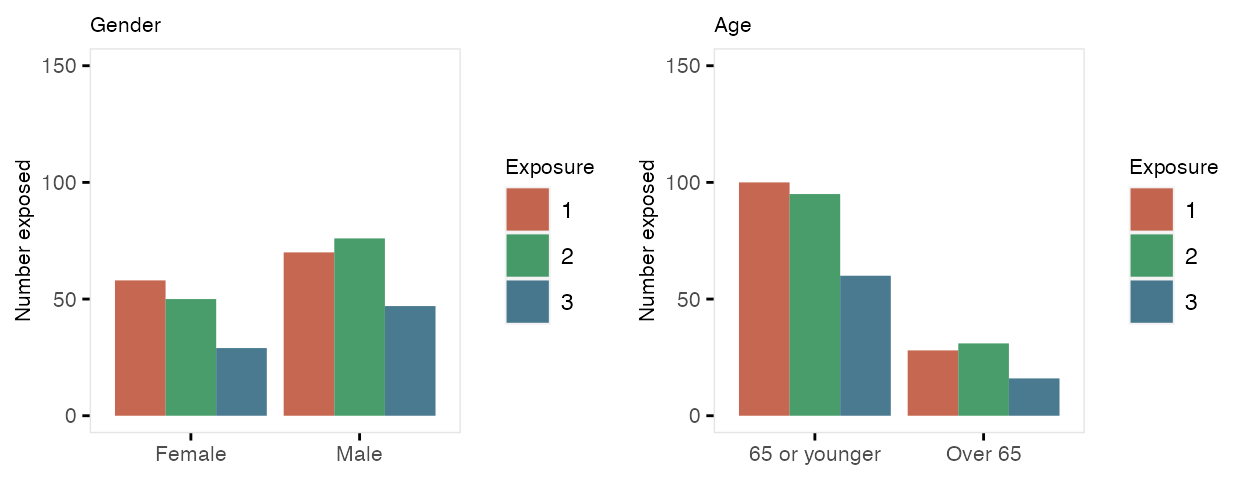 Gender
150
100
50
0
Number exposed
Female Male
Exposure
1
2
3
Age
150
100
50
0
Number exposed
65 or younger Over 65
Exposure
1
2
3